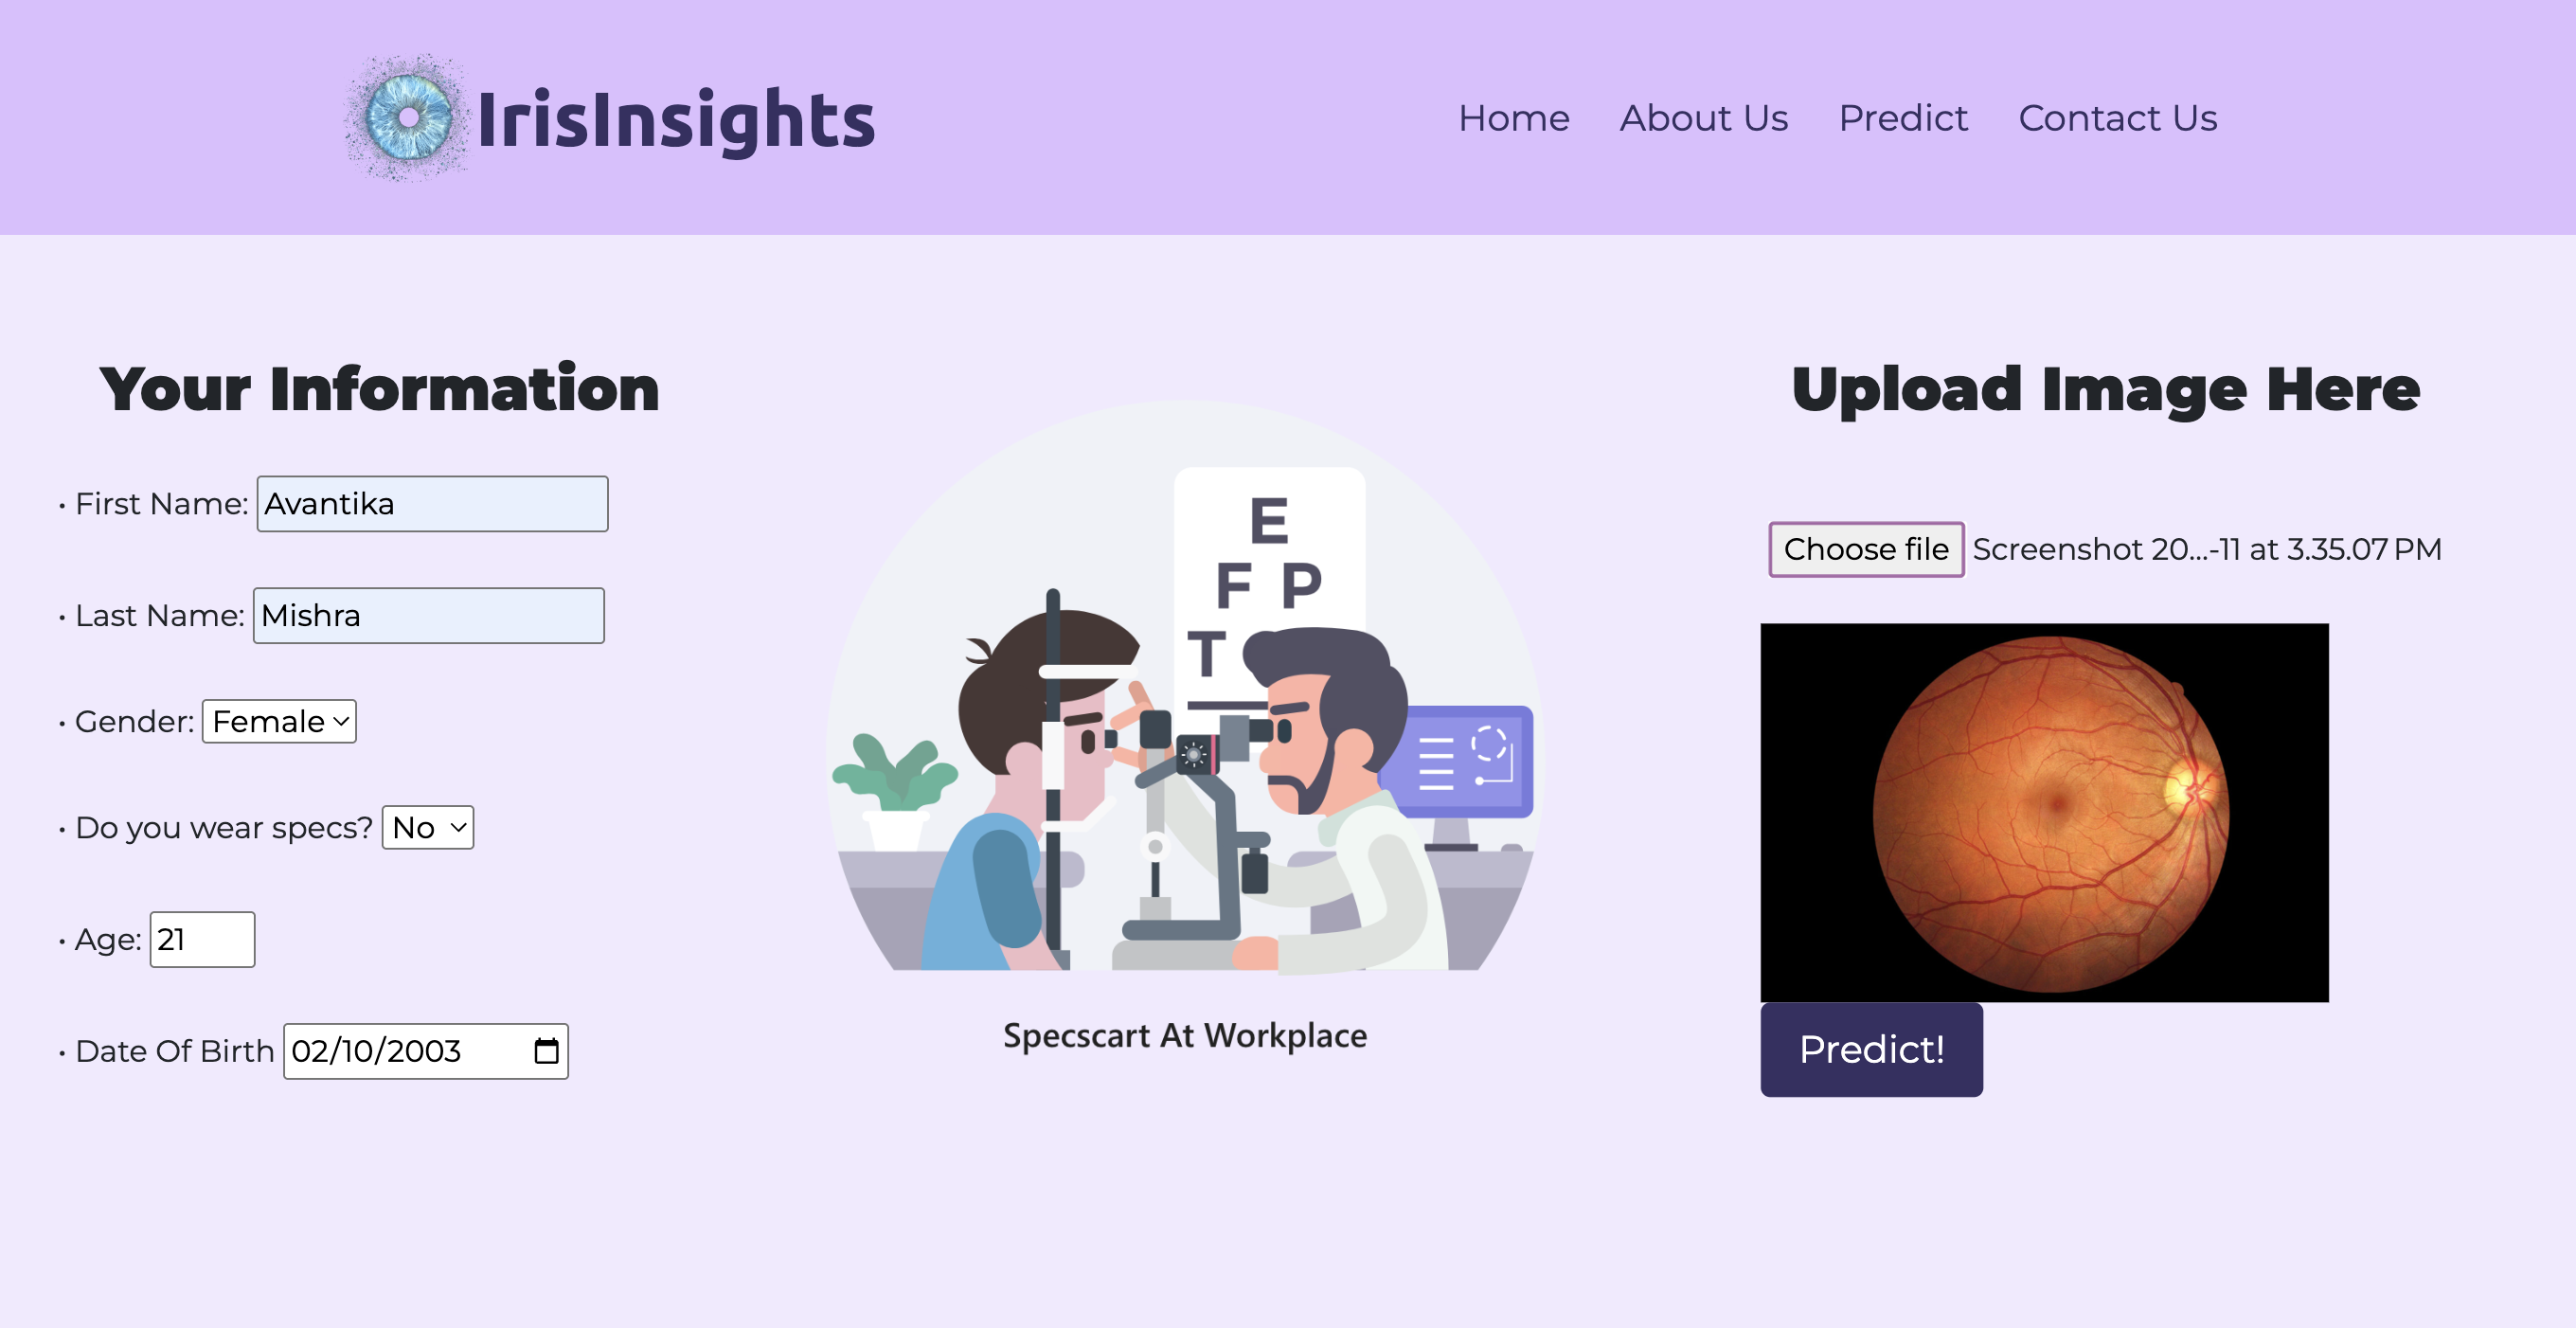 IrisInsights
Home About Us Predict Contact Us
Your Information
• First Name: Avantika
• Last Name: Mishra
• Gender: Female
• Do you wear specs? No
• Age: 21
• Date Of Birth 02/10/2003
E
F P
T
Specscart At Workplace
Upload Image Here
Choose file Screenshot 20...-11 at 3.35.07 PM
Predict!